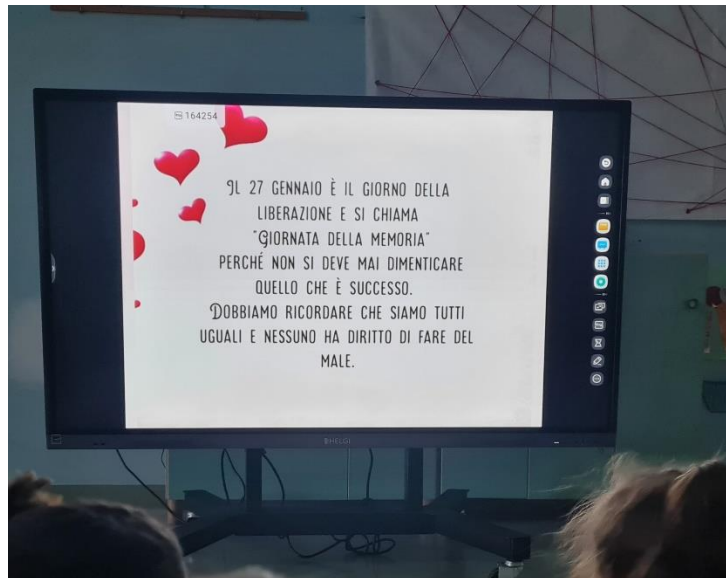 164254
Il 27 GENNAIO È IL GIORNO DELLA
LIBERAZIONE E SI CHIAMA
"GIORNATA DELLA MEMORIA"
PERCHÉ NON SI DEVE MAI DIMENTICARE
QUELLO CHE È SUCCESSO.
DOBBIAMO RICORDARE CHE SIAMO TUTTI
UGUALI E NESSUNO HA DIRITTO DI FARE DEL
MALE.
HELGI